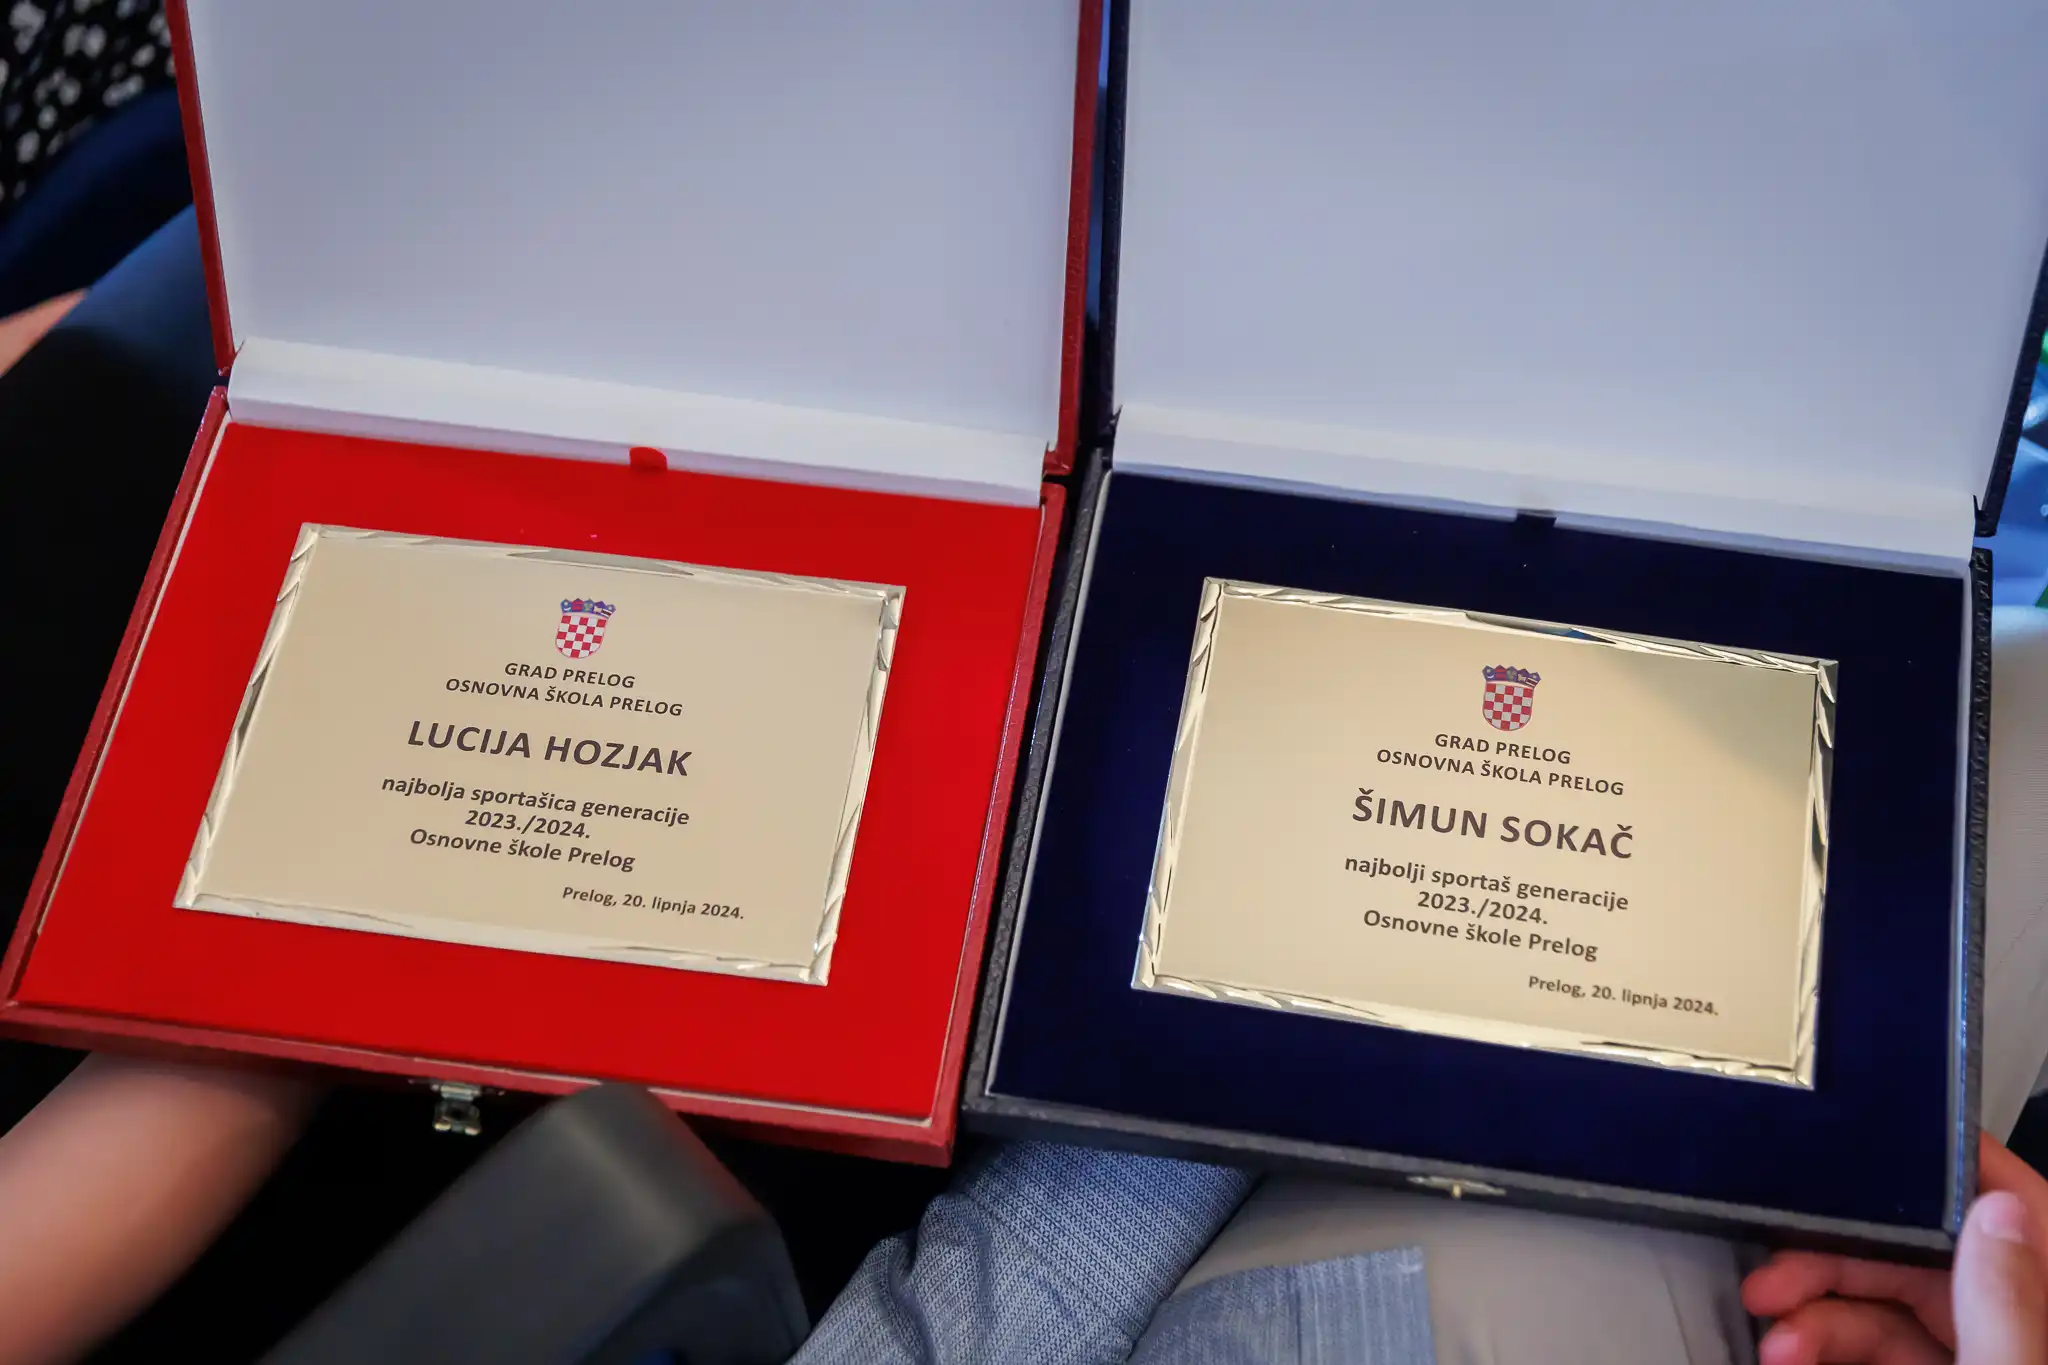 GRAD PRELOG
OSNOVNA ŠKOLA PRELOG
LUCIJA HOZJAK
najbolja sportašica generacije
2023./2024.
Osnovne škole Prelog
Prelog, 20. lipnja 2024.
GRAD PRELOG
OSNOVNA ŠKOLA PRELOG
ŠIMUN SOKAČ
najbolji sportaš generacije
2023./2024.
Osnovne škole Prelog
Prelog, 20. lipnja 2024.